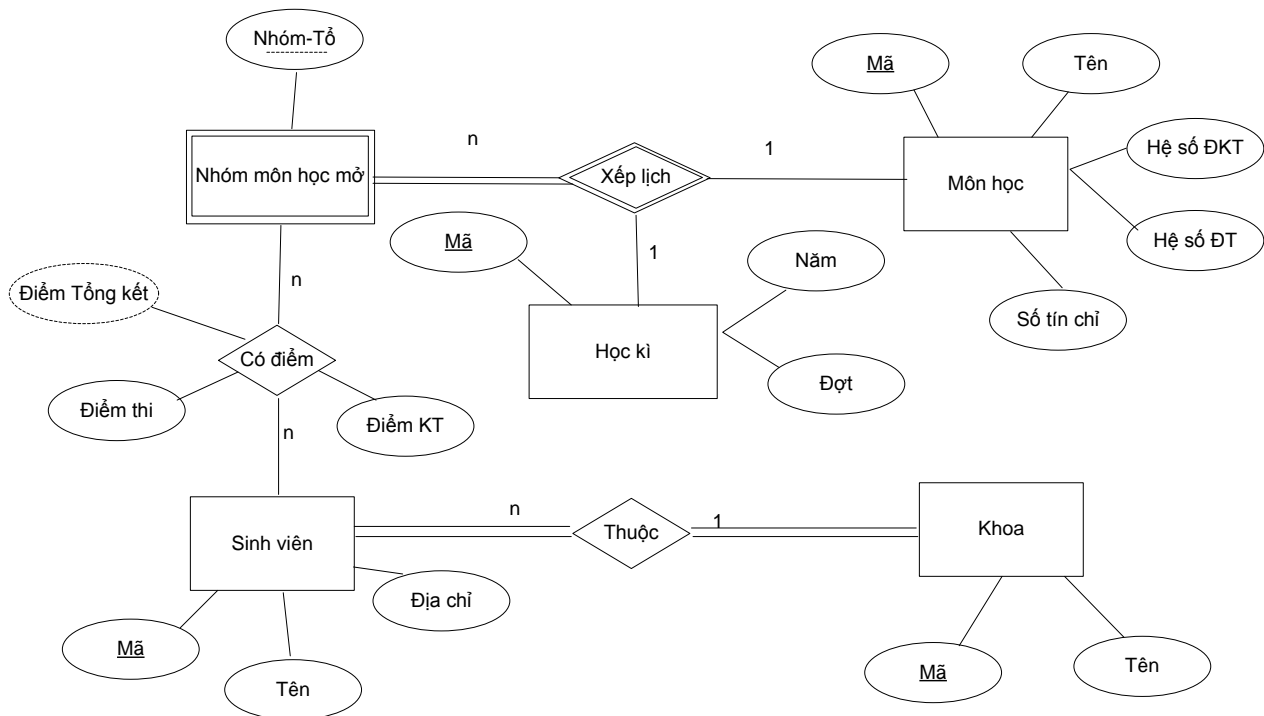 Nhóm-Tổ
Mã
Tên
n
1
Hệ số ĐKT
Nhóm môn học mở
Xếp lịch
Môn học
Mã
1
Năm
Hệ số ĐT
n
Điểm Tổng kết
Số tín chỉ
Học kì
Có điểm
Đợt
Điểm thi
Điểm KT
n
n
1
Sinh viên
Thuộc
Khoa
Địa chỉ
Mã
Tên
Mã
Tên